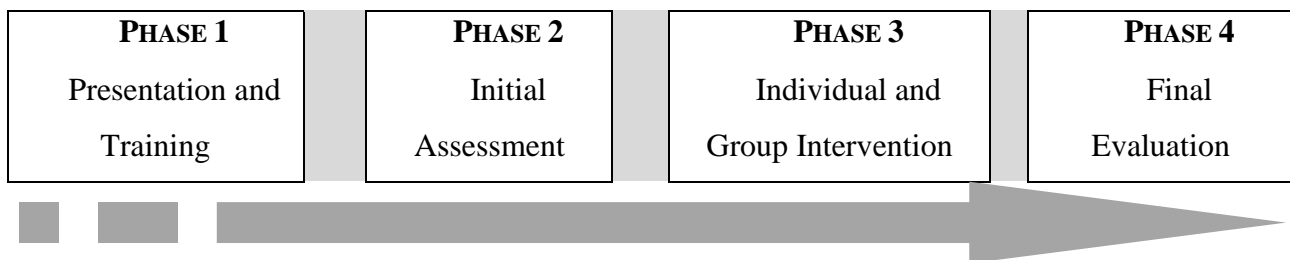 PHASE 1
Presentation and
Training
PHASE 2
Initial
Assessment
PHASE 3
Individual and
Group Intervention
PHASE 4
Final
Evaluation